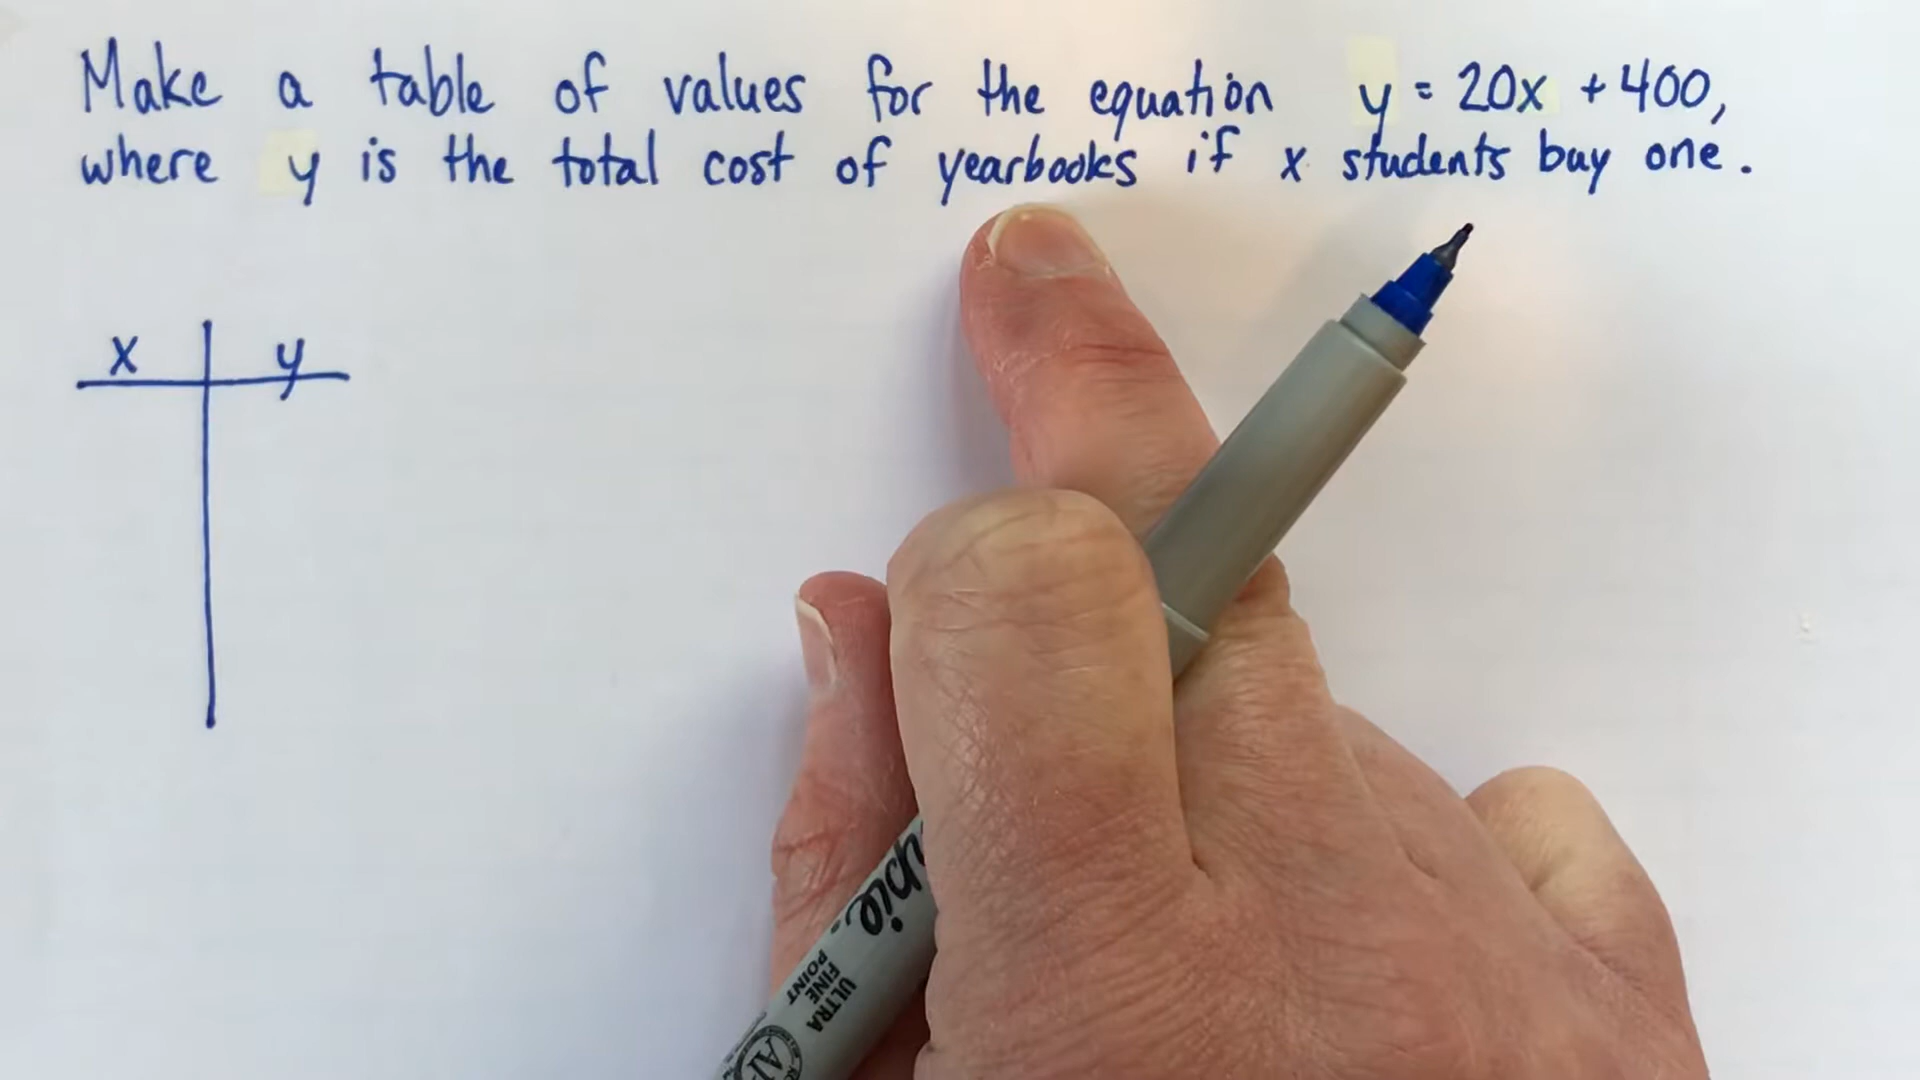 Make a table of values for the equation y = 20x + 400,
where y is the total cost of yearbooks if x students buy one.
x y
ULTRA
FINE
POINT
AP